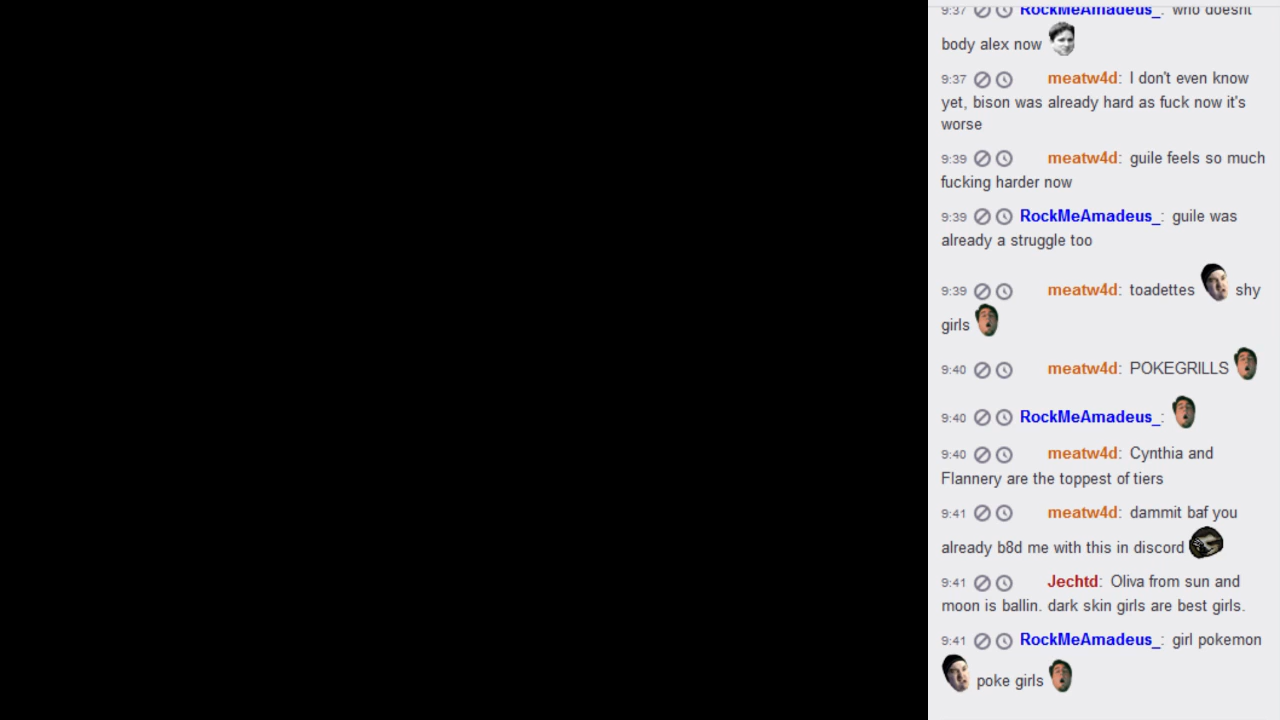 9:37 RockMeAmadeus_: who doesnt
body alex now
9:37 meatw4d: I don't even know
yet, bison was already hard as fuck now it's
worse
9:39 meatw4d: guile feels so much
fucking harder now
9:39 RockMeAmadeus_: guile was
already a struggle too
9:39 meatw4d: toadettes shy
girls
9:40 meatw4d: POKEGRILLS
9:40 RockMeAmadeus_:
9:40 meatw4d: Cynthia and
Flannery are the toppest of tiers
9:41 meatw4d: dammit baf you
already b8d me with this in discord
9:41 Jechtd: Oliva from sun and
moon is ballin. dark skin girls are best girls.
9:41 RockMeAmadeus_: girl pokemon
poke girls